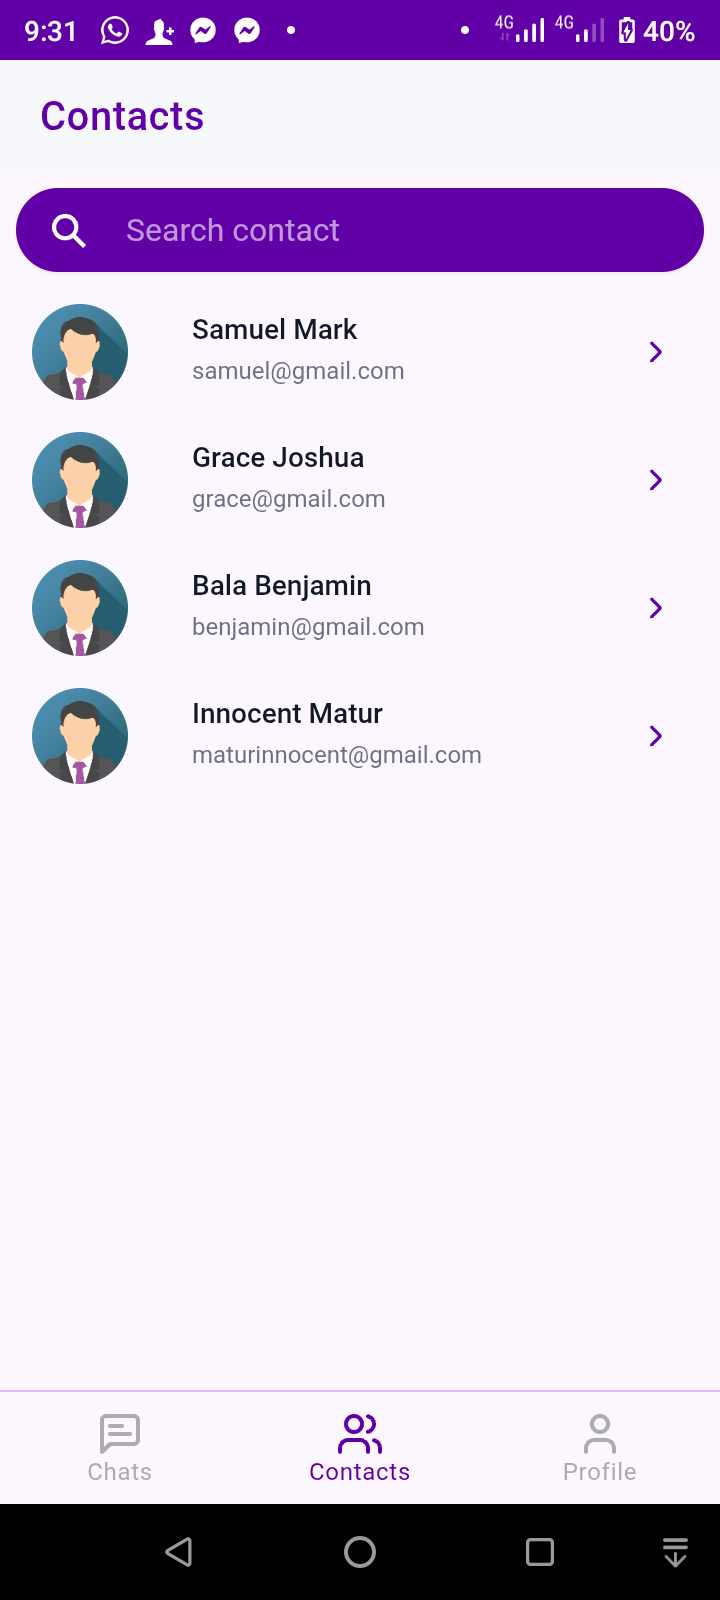 9:31 4G 4G 40%
Contacts
Search contact
Samuel Mark
samuel@gmail.com
Grace Joshua
grace@gmail.com
Bala Benjamin
benjamin@gmail.com
Innocent Matur
maturinnocent@gmail.com
Chats Contacts Profile